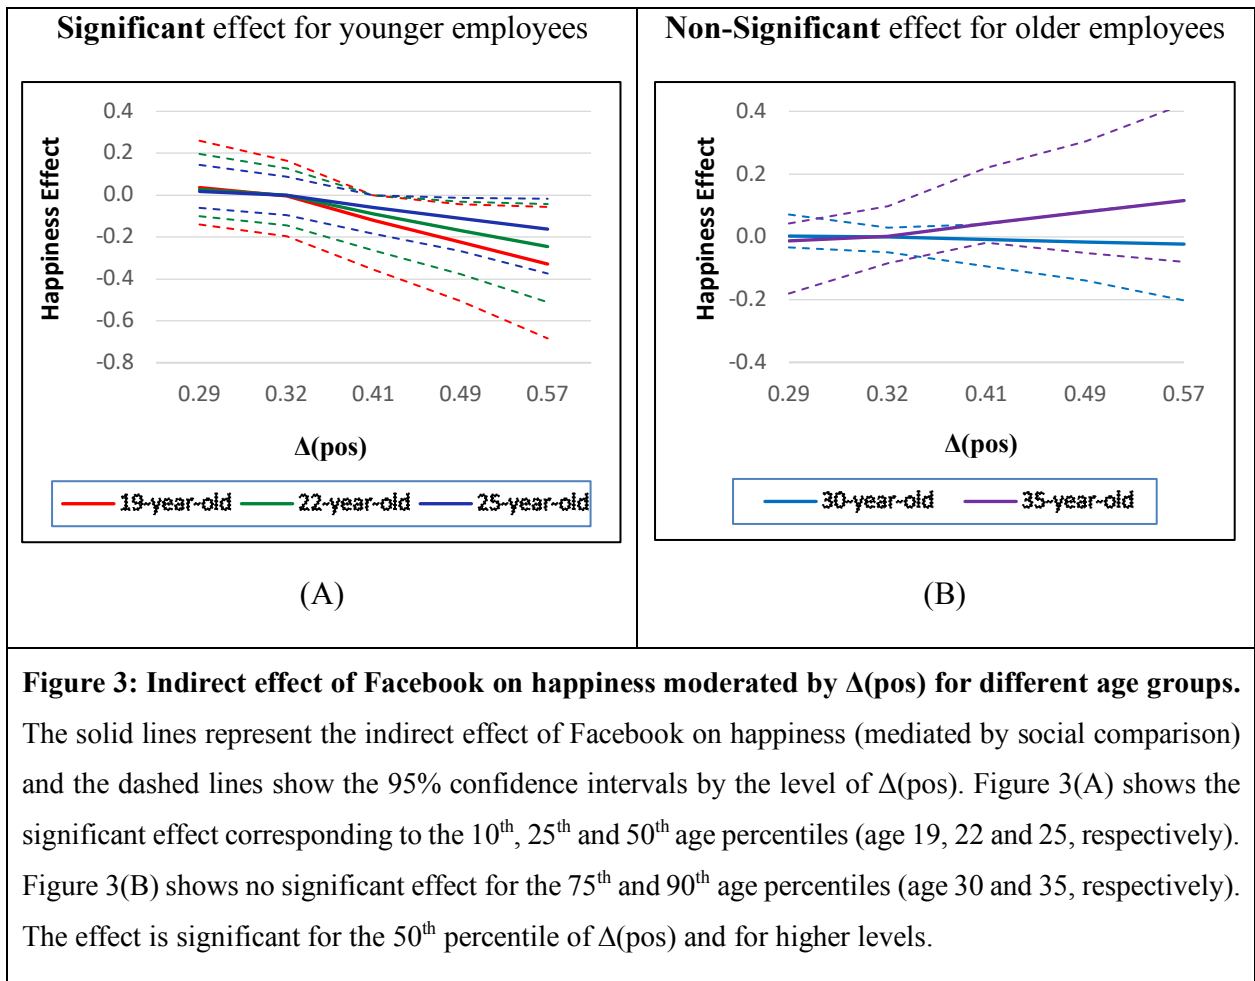 Significant effect for younger employees
Non-Significant effect for older employees
0.4
0.2
0.0
-0.2
-0.4
-0.6
-0.8
Happiness Effect
0.29 0.32 0.41 0.49 0.57
Δ(pos)
19-year-old 22-year-old 25-year-old
(A)
0.4
0.2
0.0
-0.2
-0.4
Happiness Effect
0.29 0.32 0.41 0.49 0.57
Δ(pos)
30-year-old 35-year-old
(B)
Figure 3: Indirect effect of Facebook on happiness moderated by Δ(pos) for different age groups.
The solid lines represent the indirect effect of Facebook on happiness (mediated by social comparison)
and the dashed lines show the 95% confidence intervals by the level of Δ(pos). Figure 3(A) shows the
significant effect corresponding to the 10th, 25th and 50th age percentiles (age 19, 22 and 25, respectively).
Figure 3(B) shows no significant effect for the 75th and 90th age percentiles (age 30 and 35, respectively).
The effect is significant for the 50th percentile of Δ(pos) and for higher levels.